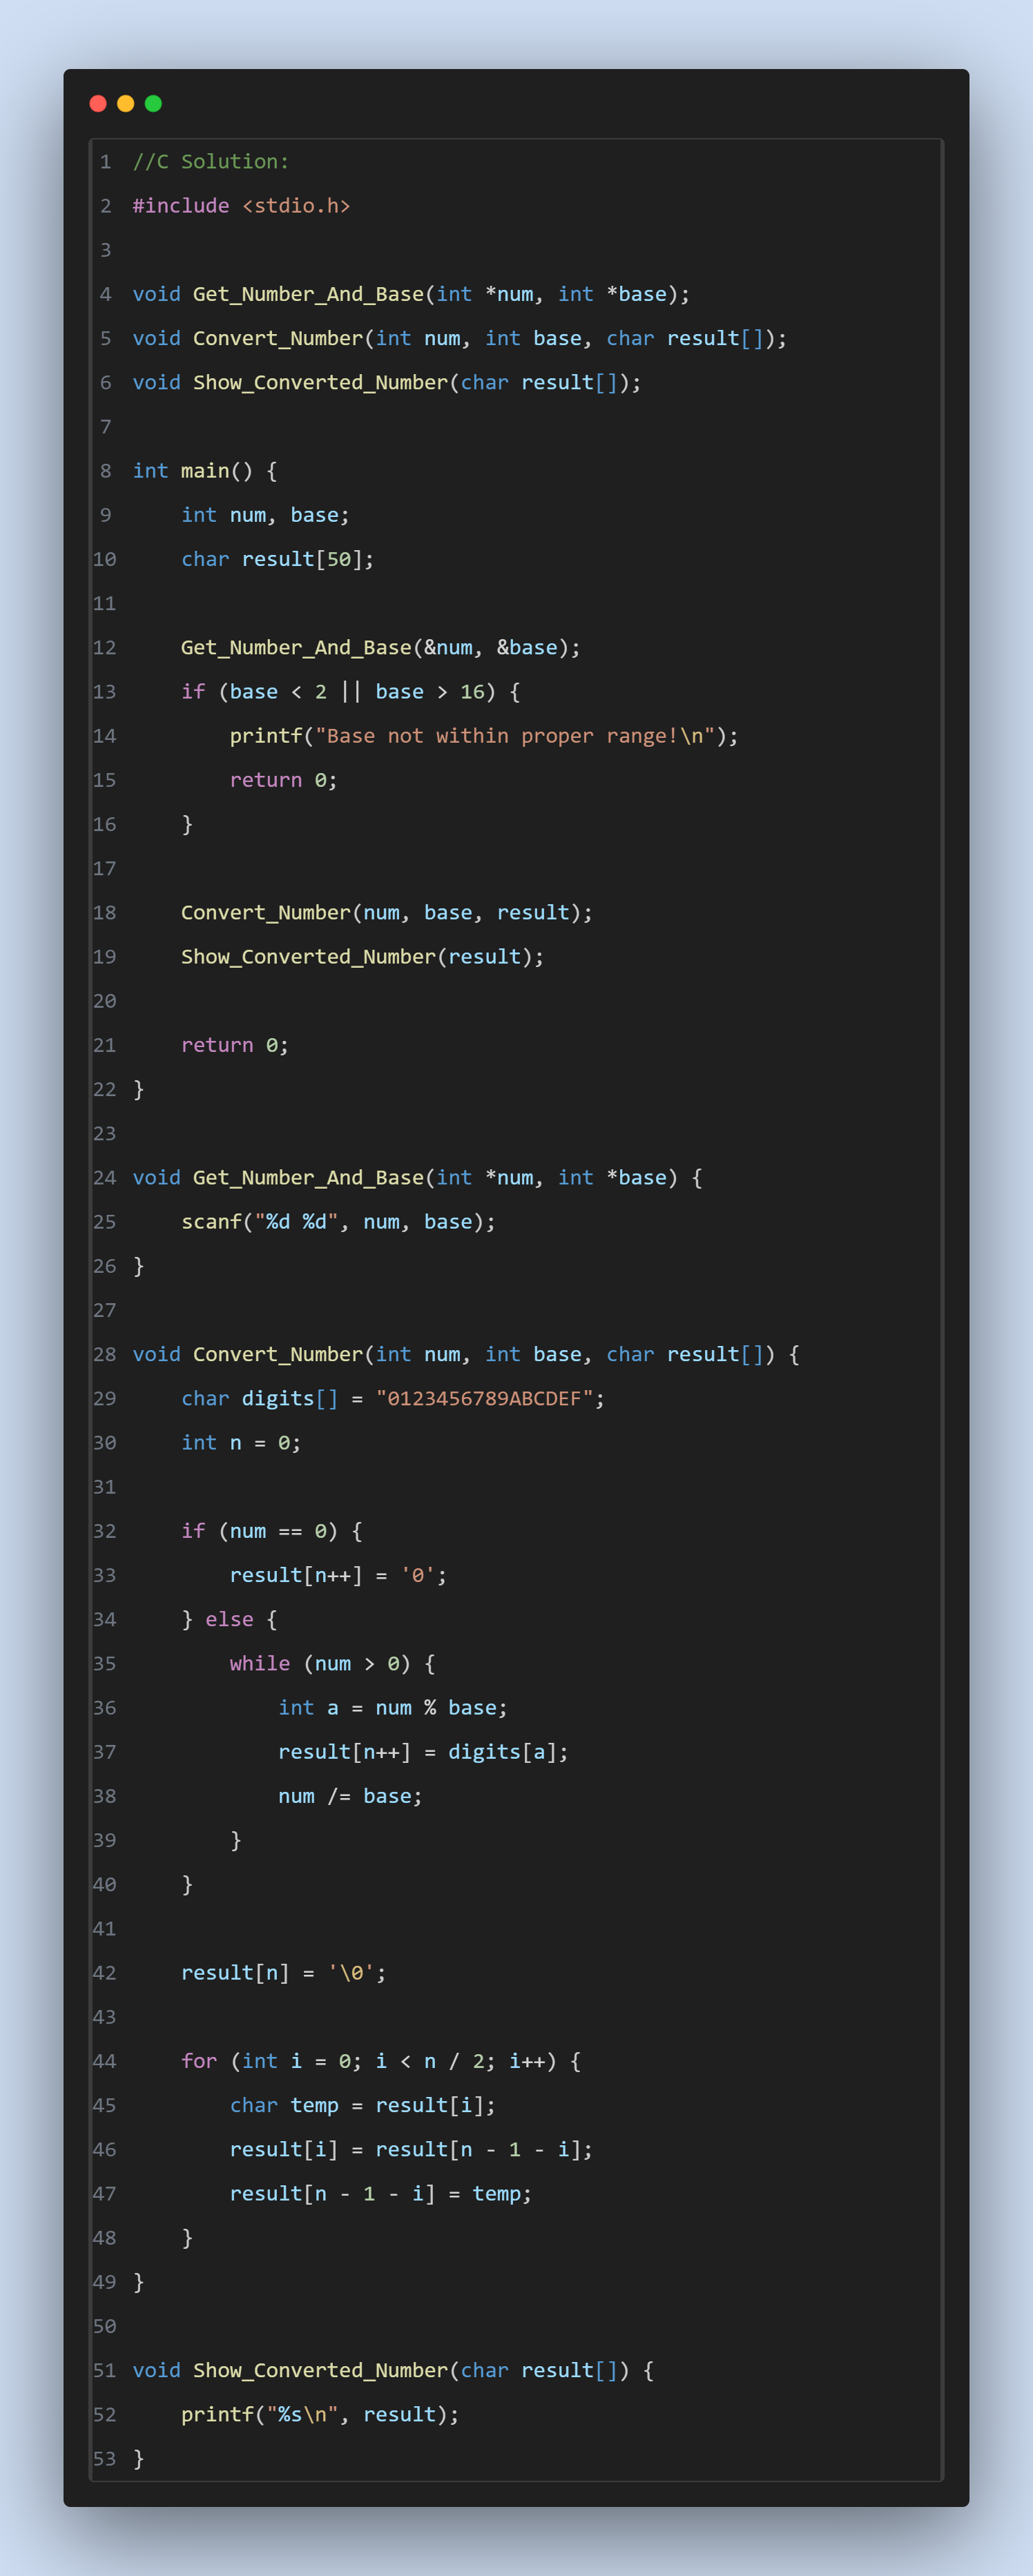 1 //C Solution:
2 #include <stdio.h>
3
4 void Get_Number_And_Base(int *num, int *base);
5 void Convert_Number(int num, int base, char result[]);
6 void Show_Converted_Number(char result[]);
7
8 int main() {
9     int num, base;
10     char result[50];
11
12     Get_Number_And_Base(&num, &base);
13     if (base < 2 || base > 16) {
14         printf("Base not within proper range!\n");
15         return 0;
16     }
17
18     Convert_Number(num, base, result);
19     Show_Converted_Number(result);
20
21     return 0;
22 }
23
24 void Get_Number_And_Base(int *num, int *base) {
25     scanf("%d %d", num, base);
26 }
27
28 void Convert_Number(int num, int base, char result[]) {
29     char digits[] = "0123456789ABCDEF";
30     int n = 0;
31
32     if (num == 0) {
33         result[n++] = '0';
34     } else {
35         while (num > 0) {
36             int a = num % base;
37             result[n++] = digits[a];
38             num /= base;
39         }
40     }
41
42     result[n] = '\0';
43
44     for (int i = 0; i < n / 2; i++) {
45         char temp = result[i];
46         result[i] = result[n - 1 - i];
47         result[n - 1 - i] = temp;
48     }
49 }
50
51 void Show_Converted_Number(char result[]) {
52     printf("%s\n", result);
53 }